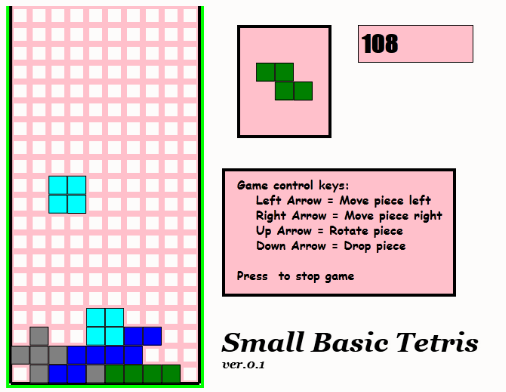 108
Game control keys:
Left Arrow = Move piece left
Right Arrow = Move piece right
Up Arrow = Rotate piece
Down Arrow = Drop piece
Press  to stop game
Small Basic Tetris
ver.0.1